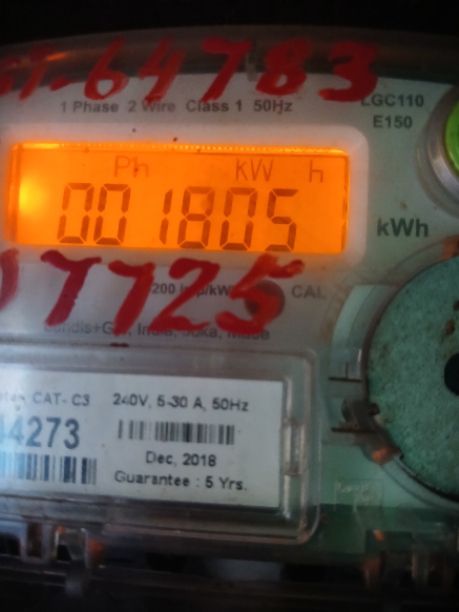 64783
1 Phase 2 Wire Class 1 50Hz
LGC110
E150
Ph kW h
001805
kWh
7725
CAL
CAT- C3 240V, 5-30 A, 50Hz
4273
Dec, 2018
Guarantee : 5 Yrs.